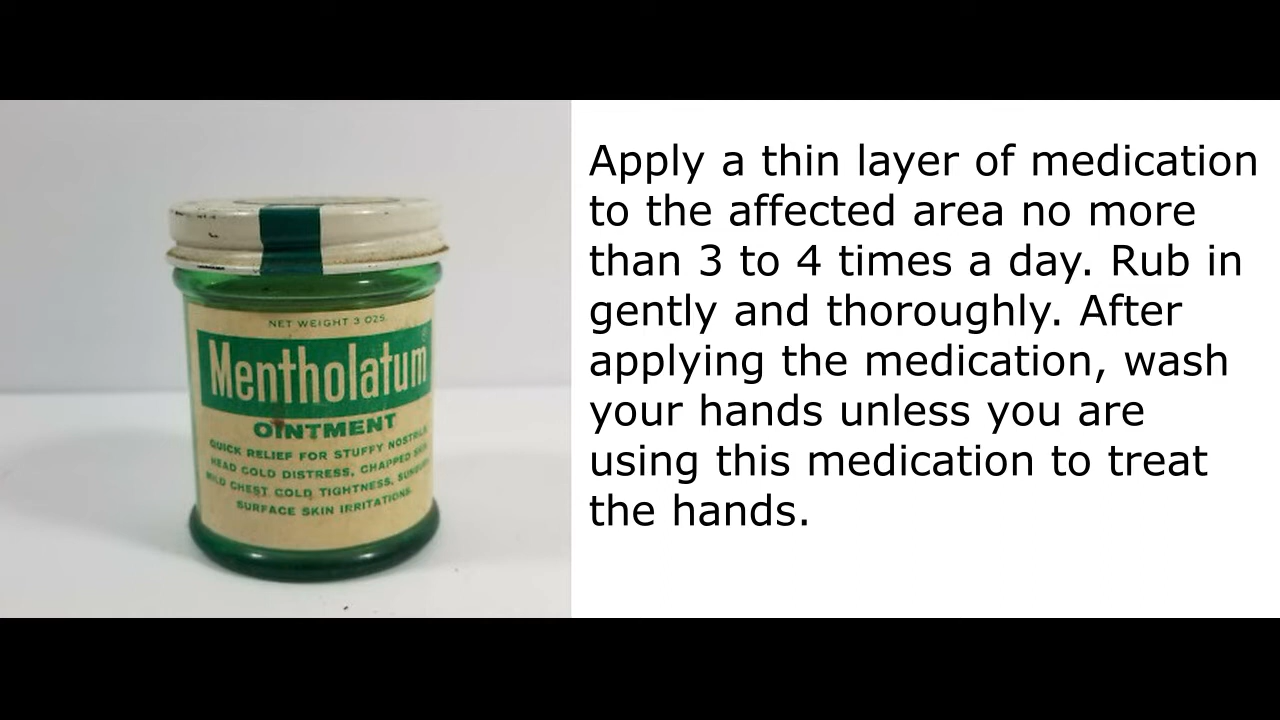 NET WEIGHT 3 OZS.
Mentholatum
OINTMENT
QUICK RELIEF FOR STUFFY NOSTRILS,
HEAD COLD DISTRESS, CHAPPED SKIN,
MILD CHEST COLD TIGHTNESS, SUNBURN,
SURFACE SKIN IRRITATIONS.
Apply a thin layer of medication
to the affected area no more
than 3 to 4 times a day. Rub in
gently and thoroughly. After
applying the medication, wash
your hands unless you are
using this medication to treat
the hands.